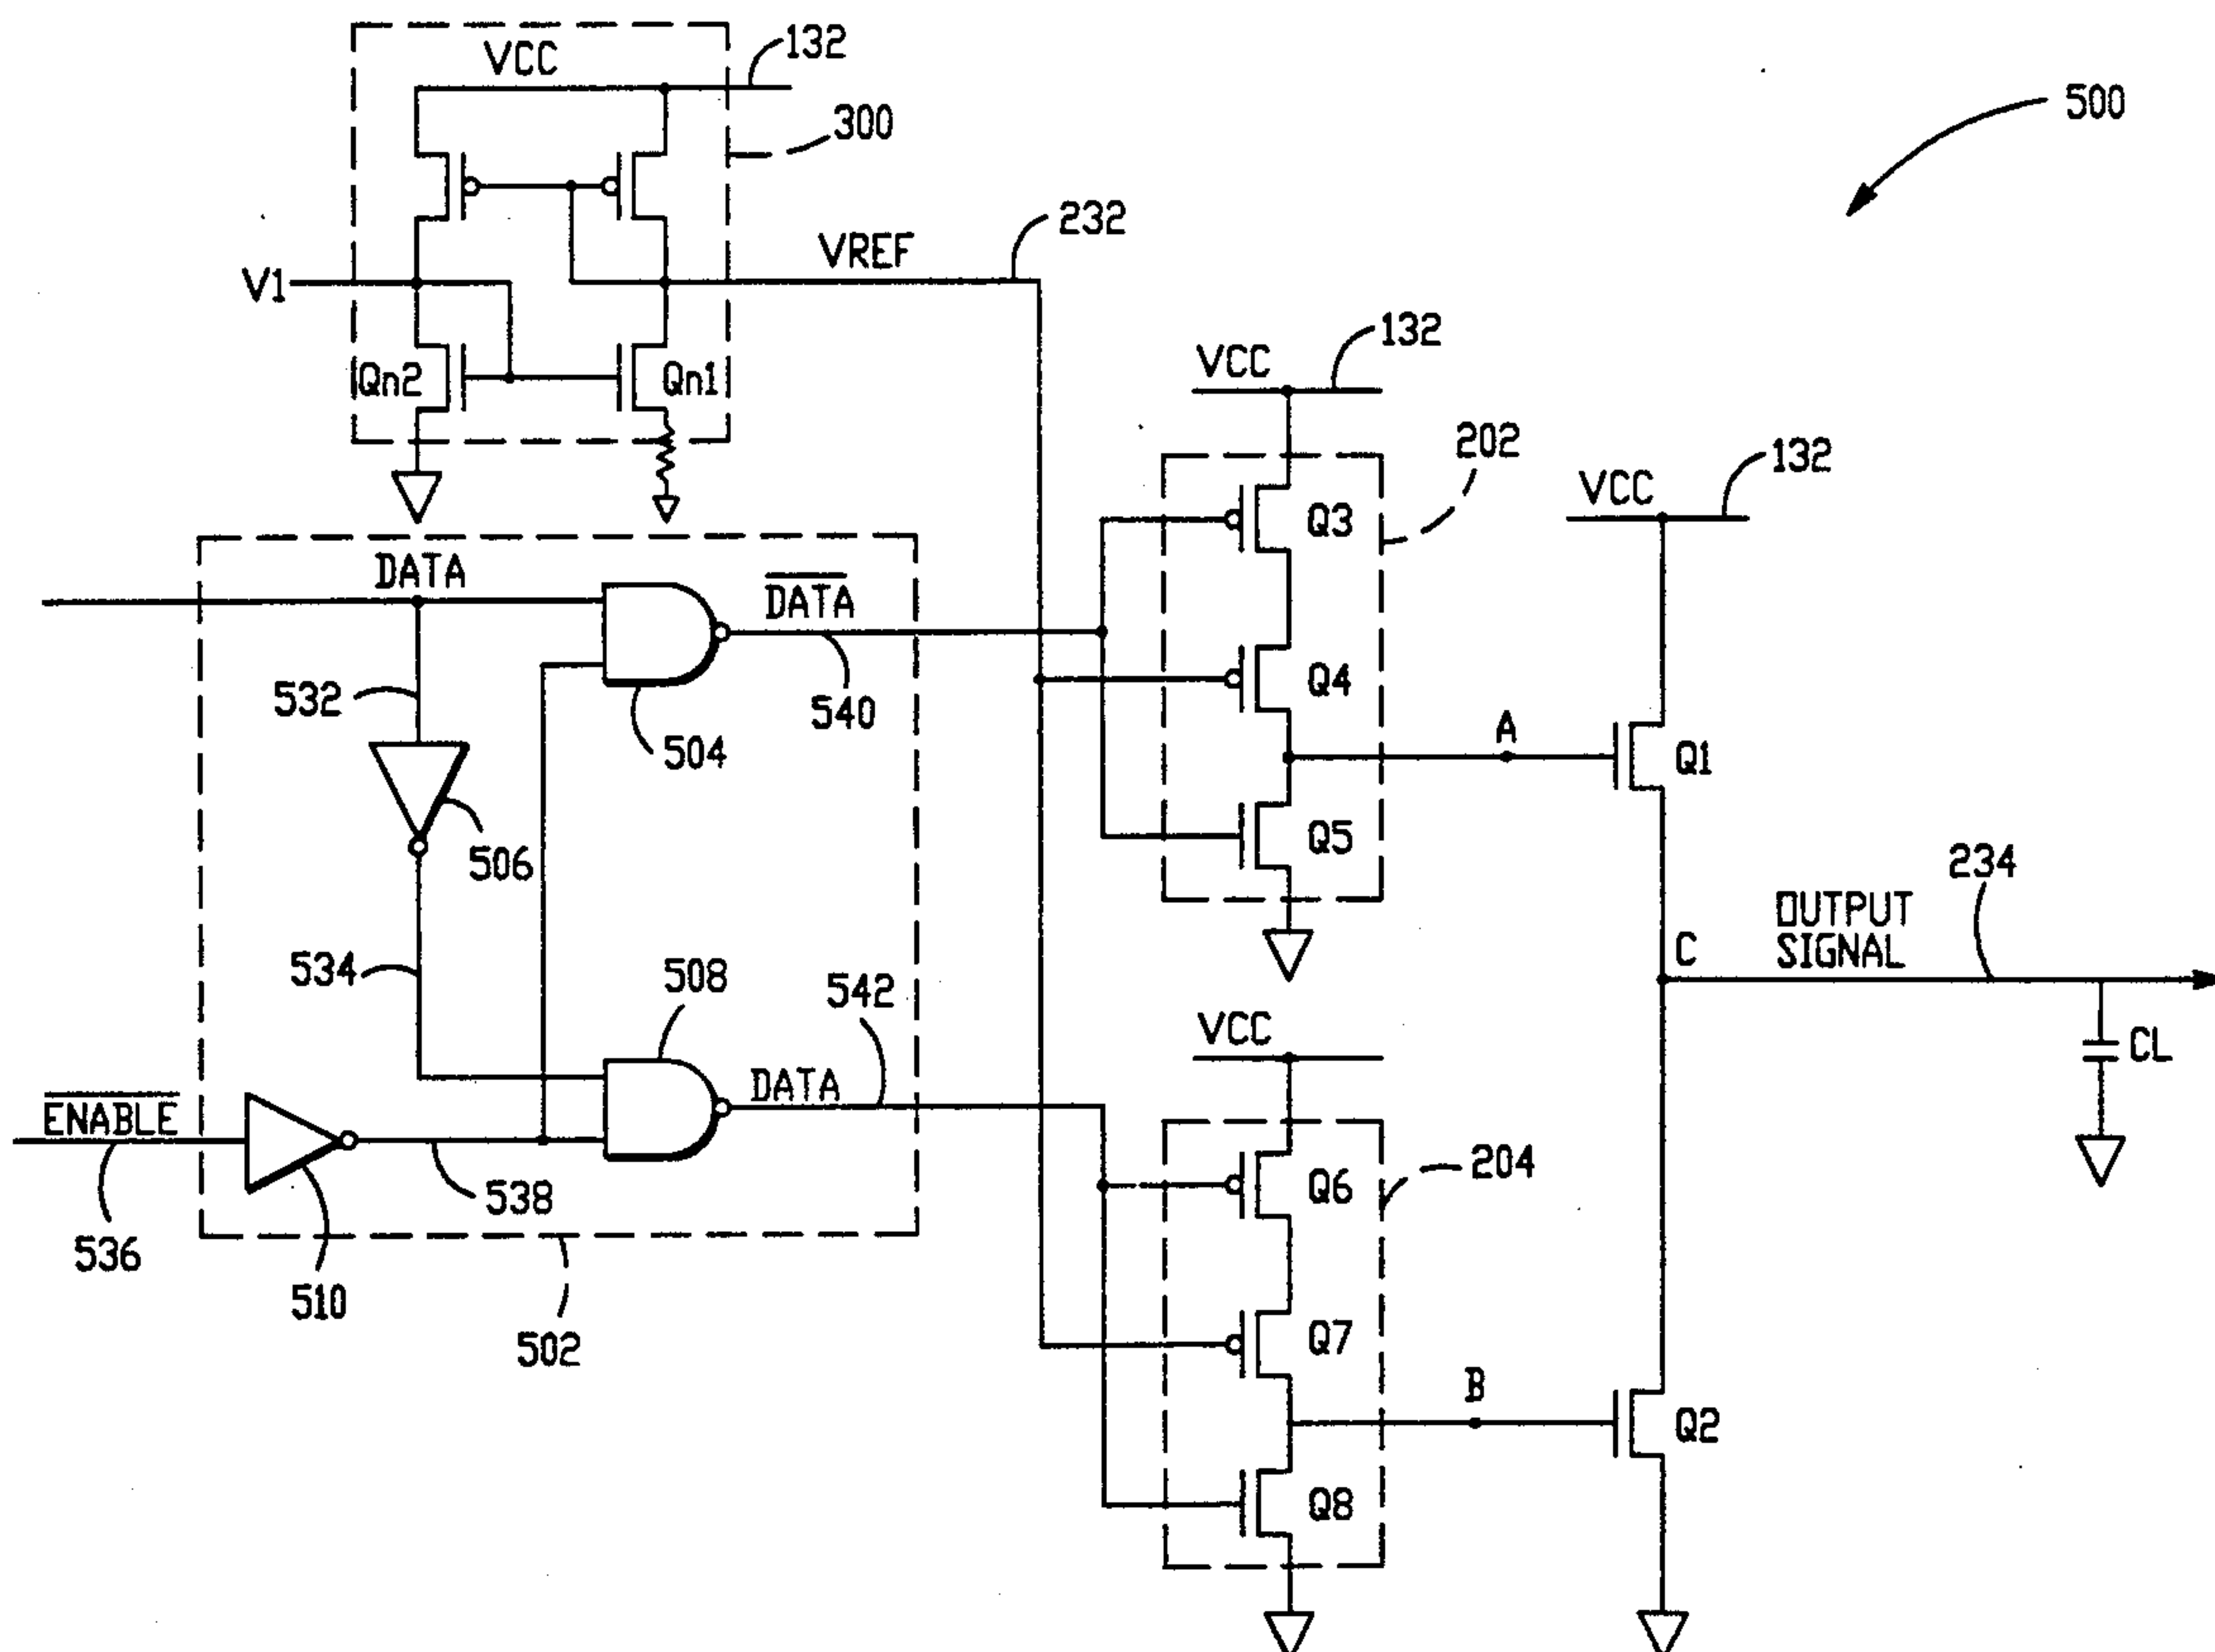 VCC
132
300
500
VREF
232
V1
Qn2
Qn1
VCC
132
202
VCC
132
Q3
DATA
DATA
532
540
504
Q4
A
Q1
506
Q5
234
OUTPUT
SIGNAL
C
534
508
542
VCC
CL
DATA
ENABLE
538
536
510
502
Q6
204
Q7
B
Q2
Q8